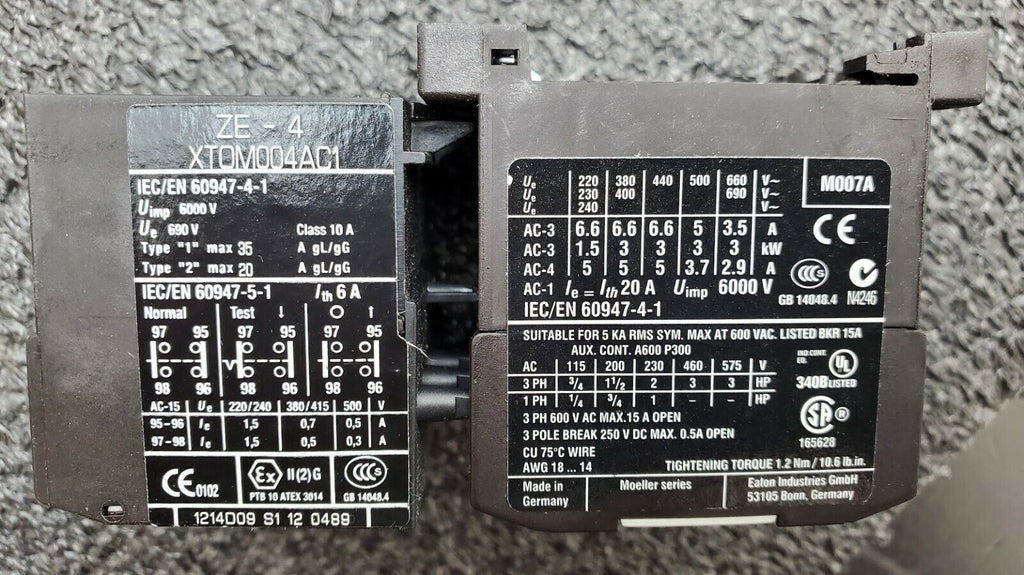 ZE - 4
XTOM004AC1
IEC/EN 60947-4-1
Uimp 6000 V
Ue 690 V Class 10 A
Type "1" max 35 A gL/gG
Type "2" max 20 A gL/gG
IEC/EN 60947-5-1 Ith 6 A
Normal Test ↓ O ↑
97 95 97 95 97 95
98 96 98 96 98 96
AC-15 Ue 220/240 380/415 500 V
95-96 Ie 1,5 0,7 0,5 A
97-98 Ie 1,5 0,5 0,3 A
CE 0102 Ex II(2)G CCC S
PTB 10 ATEX 3014 GB 14048.4
1214D09 S1 12 0489
M007A
Ue 220 380 440 500 660 V~
Ue 230 400 690 V~
Ue 240 V~
AC-3 6.6 6.6 6.6 5 3.5 A
AC-3 1.5 3 3 3 3 kW
AC-4 5 5 5 3.7 2.9 A
AC-1 Ie = Ith 20 A Uimp 6000 V
IEC/EN 60947-4-1
CE
CCC S
GB 14048.4 N4246
SUITABLE FOR 5 KA RMS SYM. MAX AT 600 VAC. LISTED BKR 15A
AUX. CONT. A600 P300
AC 115 200 230 460 575 V
3 PH 3/4 1 1/2 2 3 3 HP
1 PH 1/4 3/4 1 – – HP
3 PH 600 V AC MAX.15 A OPEN
3 POLE BREAK 250 V DC MAX. 0.5A OPEN
CU 75°C WIRE
AWG 18 ... 14 TIGHTENING TORQUE 1.2 Nm / 10.6 lb.in.
IND.CONT.
EQ. UL ®
340B LISTED
SA ®
165628
Made in
Germany
Moeller series
Eaton Industries GmbH
53105 Bonn, Germany